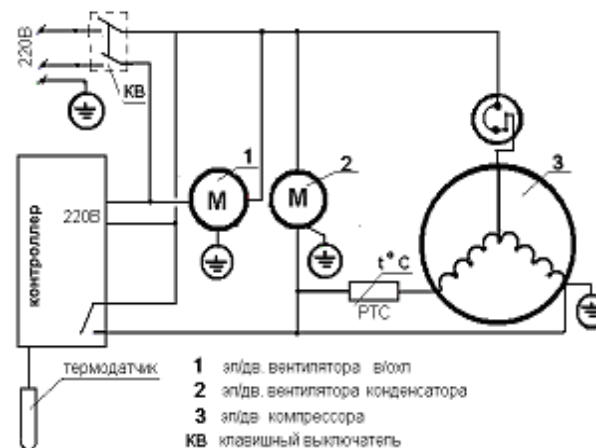 220В
КВ
1
2
3
М
М
220В
контроллер
t°C
РТС
термодатчик
1 эл/дв. вентилятора в/охл
2 эл/дв. вентилятора конденсатора
3 эл/дв компрессора
КВ клавишный выключатель